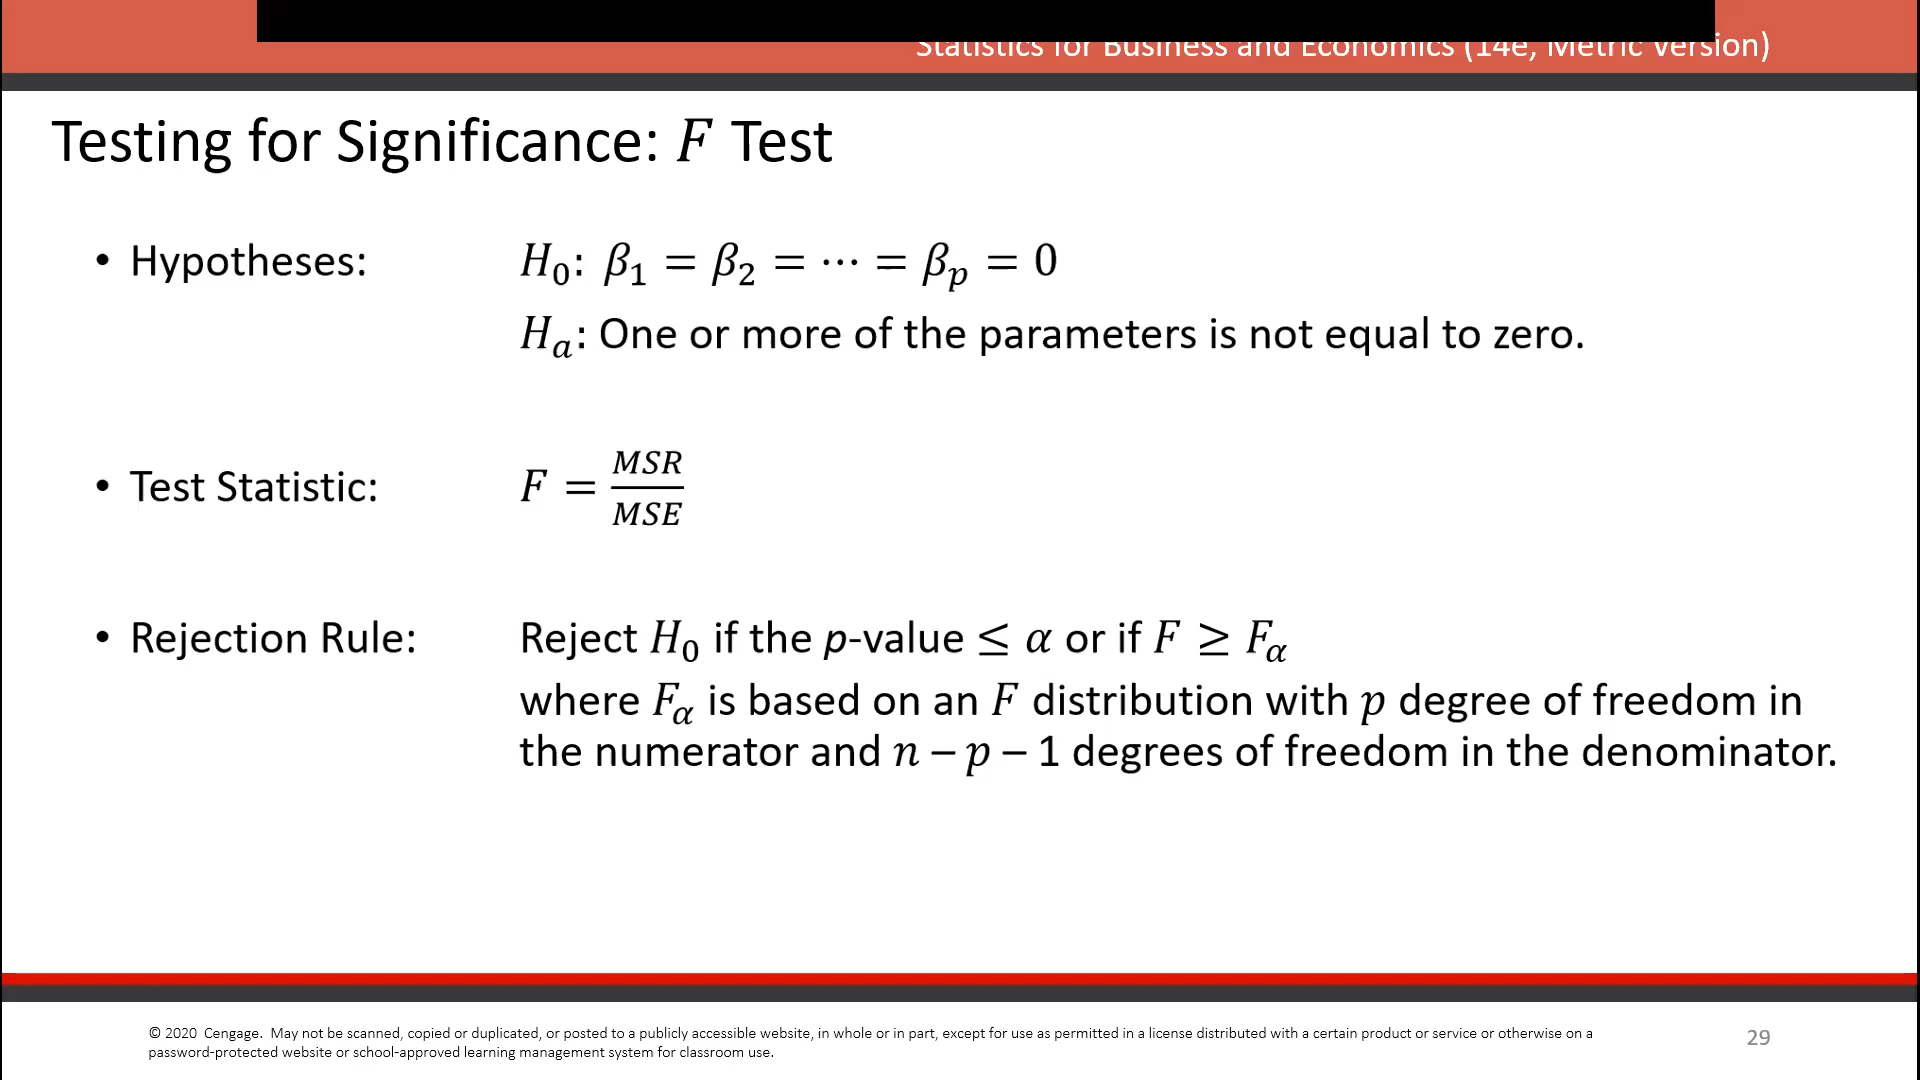 Statistics for Business and Economics (14e, Metric Version)
Testing for Significance: F Test
• Hypotheses: H₀: β₁ = β₂ = ⋯ = βₚ = 0
Hₐ: One or more of the parameters is not equal to zero.
• Test Statistic: F = MSR/MSE
• Rejection Rule: Reject H₀ if the p-value ≤ α or if F ≥ F_α
where F_α is based on an F distribution with p degree of freedom in
the numerator and n – p – 1 degrees of freedom in the denominator.
© 2020 Cengage. May not be scanned, copied or duplicated, or posted to a publicly accessible website, in whole or in part, except for use as permitted in a license distributed with a certain product or service or otherwise on a
password-protected website or school-approved learning management system for classroom use.
29